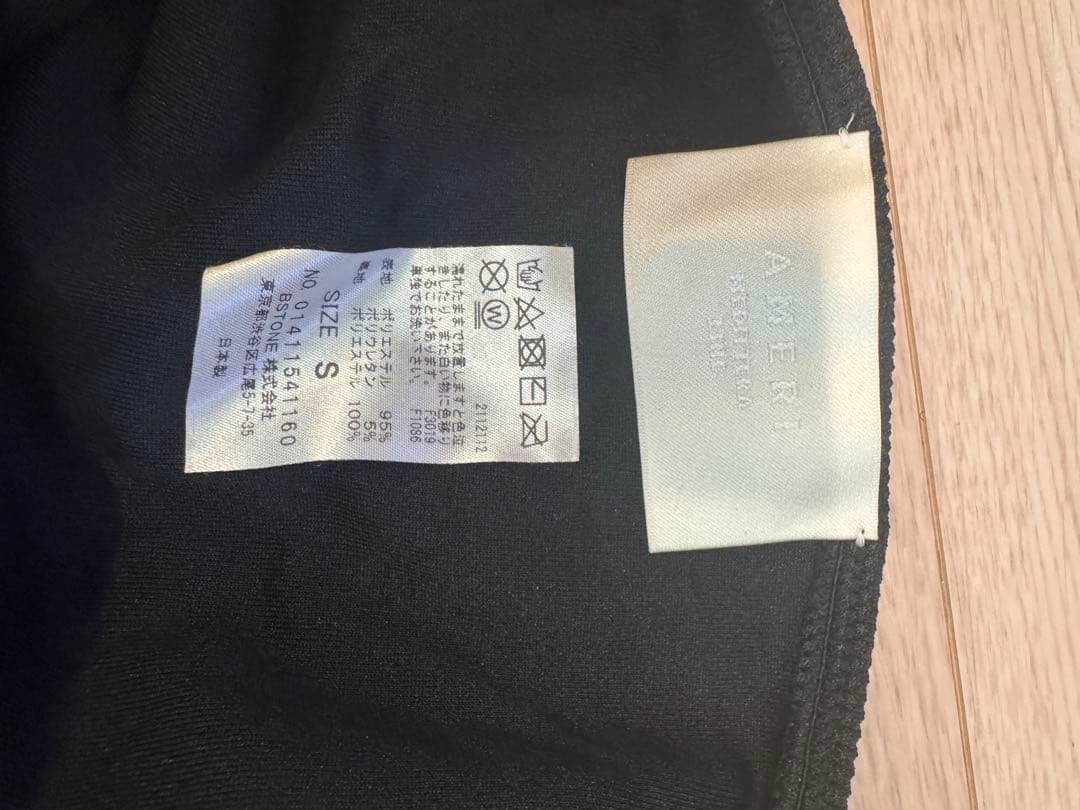 AMERI
2112112
濡れたままで放置しますと色泣
きしたり、また白い物に色移り
することがあります。 F3019
単独でお洗い下さい。 F1086
表地 ポリエステル 95%
ポリウレタン 5%
裏地 ポリエステル 100%
SIZE S
NO. 01411541160
BSTONE 株式会社
東京都渋谷区広尾5-7-35
日本製